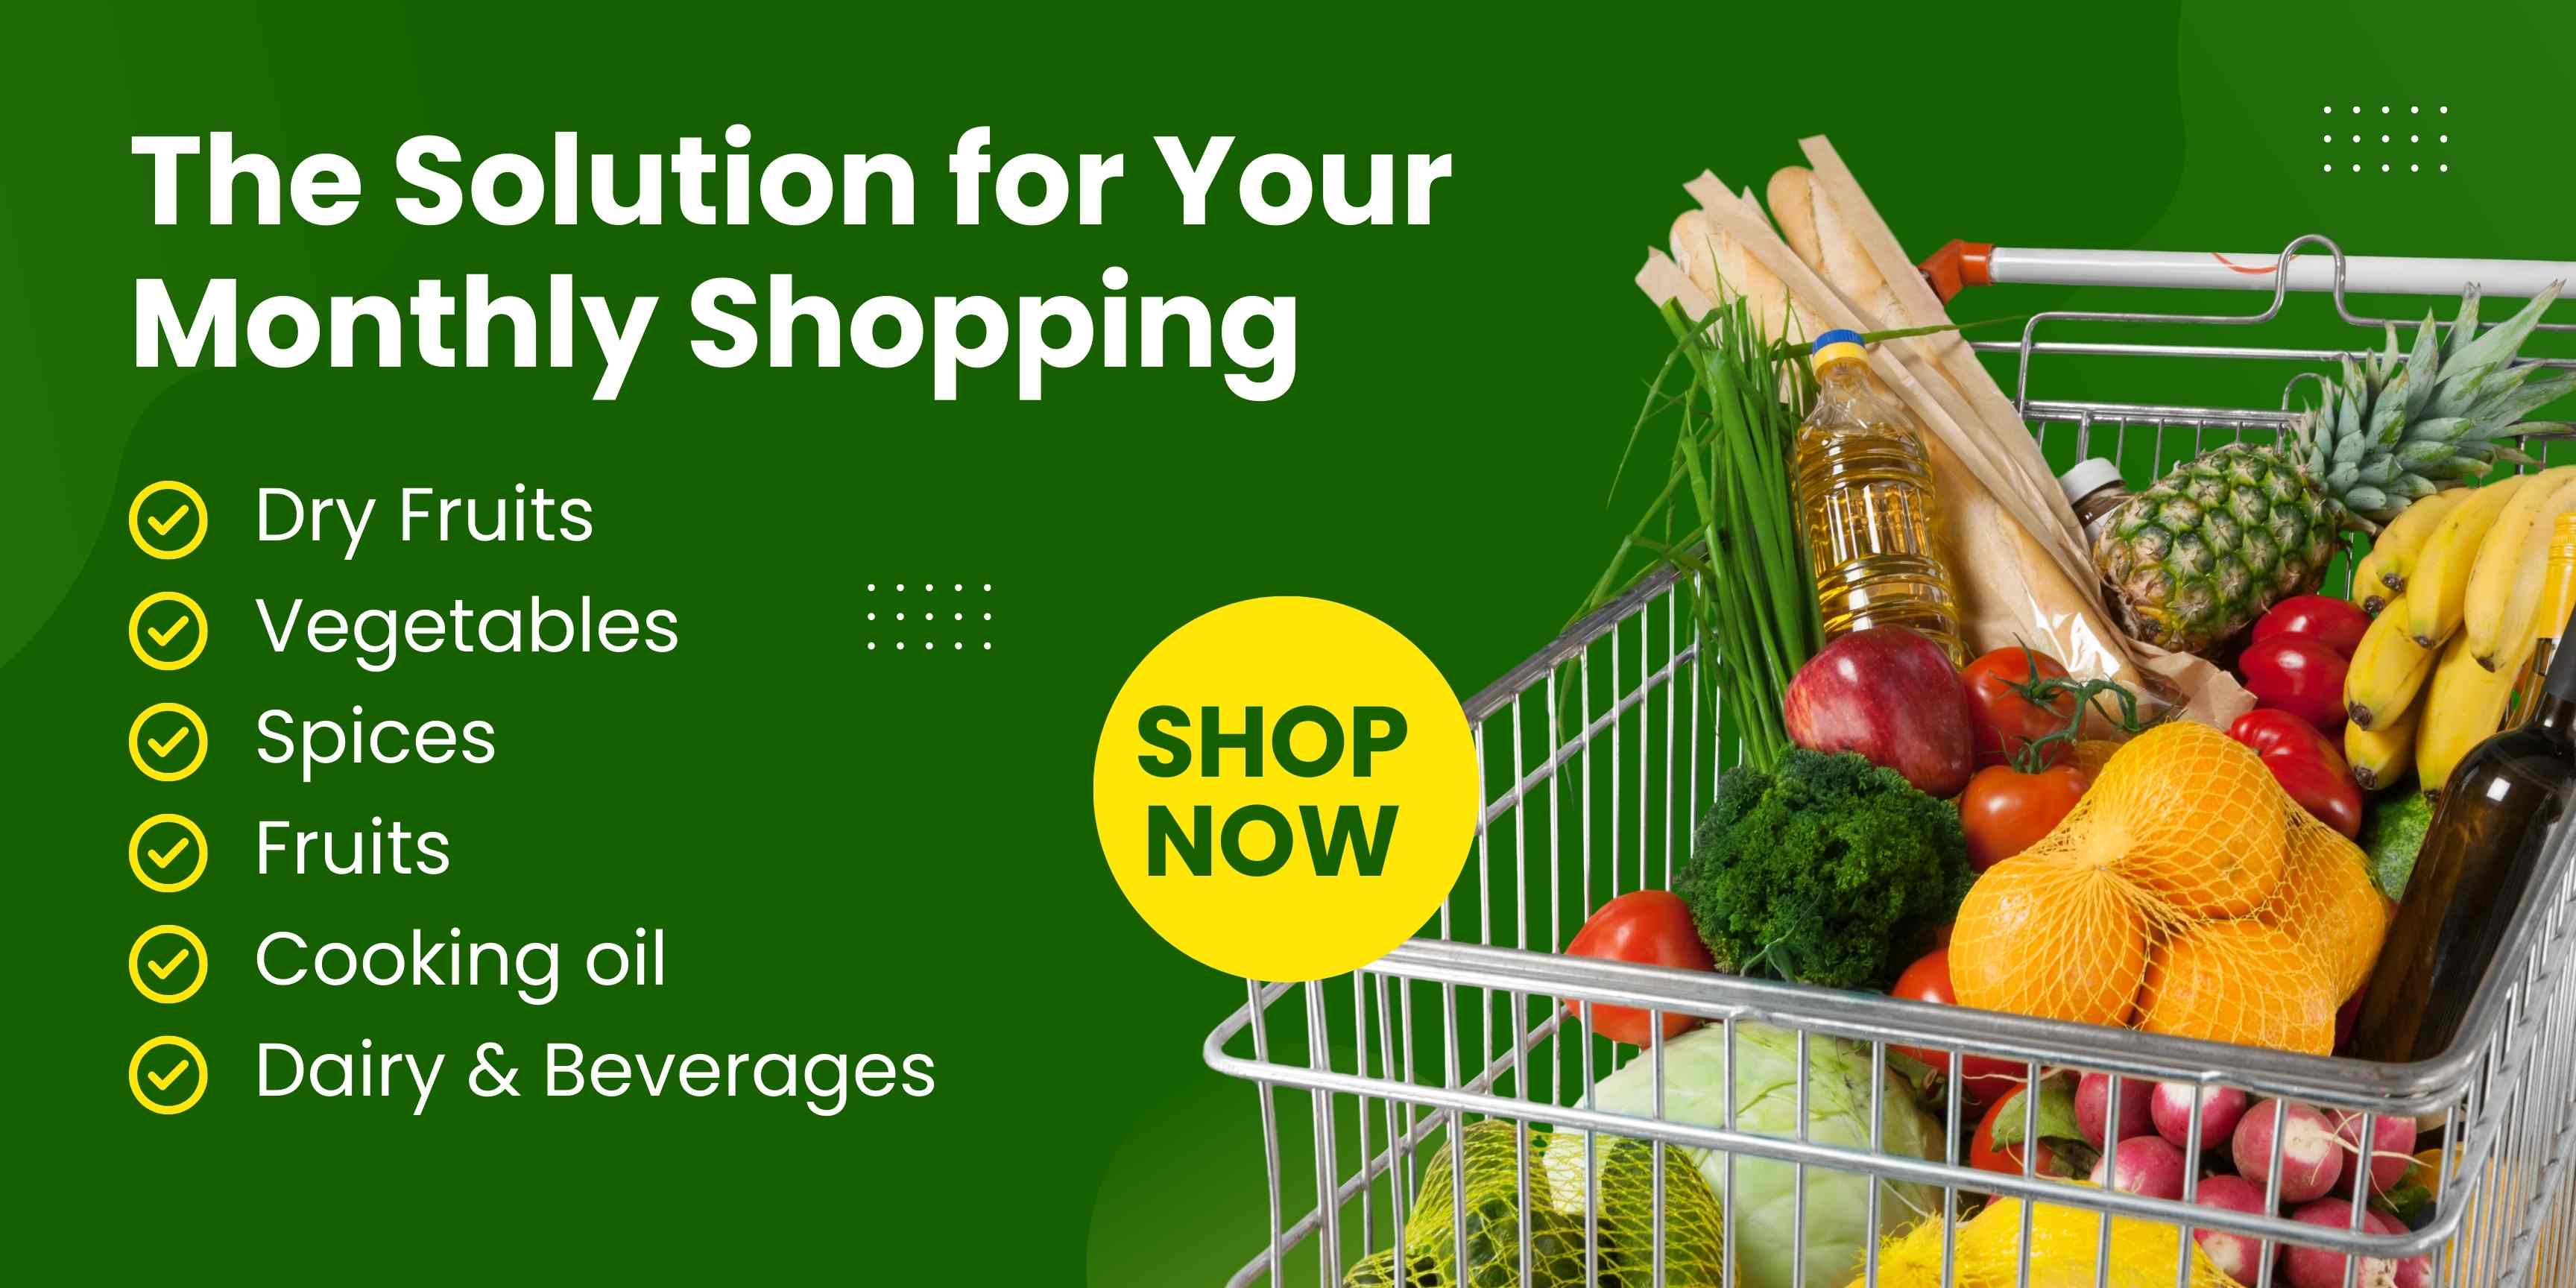 The Solution for Your
Monthly Shopping
Dry Fruits
Vegetables
Spices
Fruits
Cooking oil
Dairy & Beverages
SHOP
NOW